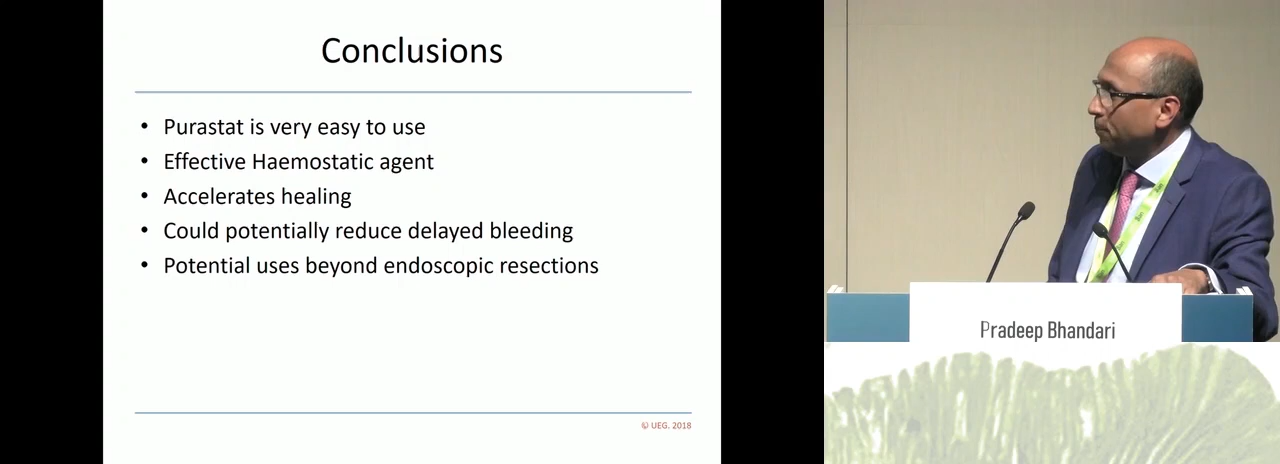 Conclusions
• Purastat is very easy to use
• Effective Haemostatic agent
• Accelerates healing
• Could potentially reduce delayed bleeding
• Potential uses beyond endoscopic resections
© UEG. 2018
Pradeep Bhandari